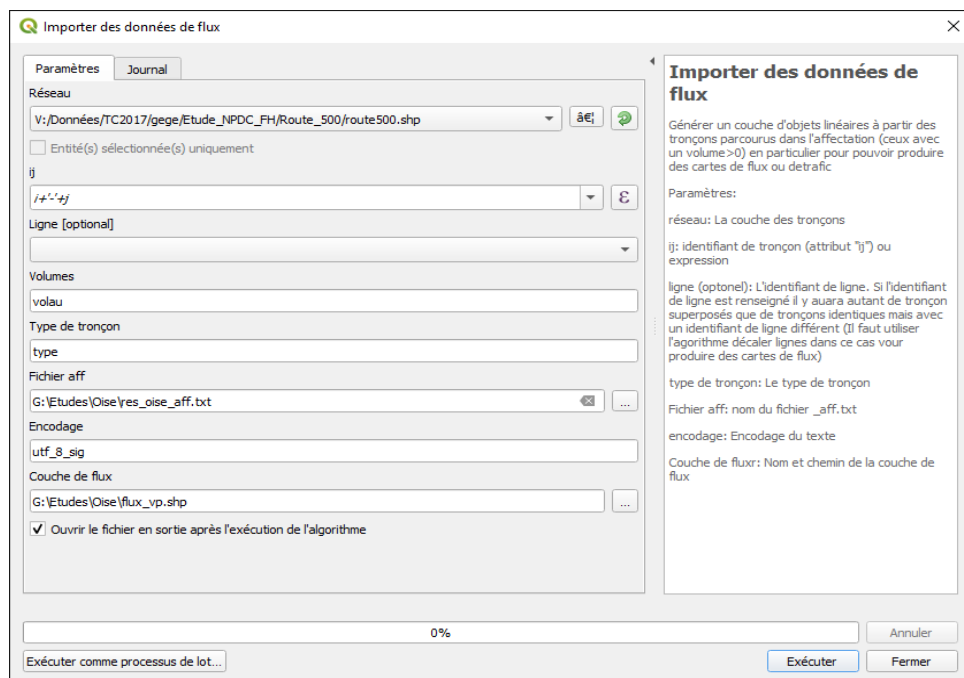 Importer des données de flux
Paramètres
Journal
Réseau
V:/Données/TC2017/gege/Etude_NPDC_FH/Route_500/route500.shp
â€¦
Entité(s) sélectionnée(s) uniquement
ij
i+'-'+j
ε
Ligne [optional]
Volumes
volau
Type de tronçon
type
Fichier aff
G:\Etudes\Oise\res_oise_aff.txt
...
Encodage
utf_8_sig
Couche de flux
G:\Etudes\Oise\flux_vp.shp
...
Ouvrir le fichier en sortie après l'exécution de l'algorithme
Importer des données de
flux
Générer un couche d'objets linéaires à partir des
tronçons parcourus dans l'affectation (ceux avec
un volume>0) en particulier pour pouvoir produire
des cartes de flux ou detrafic
Paramètres:
réseau: La couche des tronçons
ij: identifiant de tronçon (attribut "ij") ou
expression
ligne (optonel): L'identifiant de ligne. Si l'identifiant
de ligne est renseigné il y auara autant de tronçon
superposés que de tronçons identiques mais avec
un identifiant de ligne différent (Il faut utiliser
l'agorithme décaler lignes dans ce cas vour
produire des cartes de flux)
type de tronçon: Le type de tronçon
Fichier aff: nom du fichier _aff.txt
encodage: Encodage du texte
Couche de fluxr: Nom et chemin de la couche de
flux
0%
Annuler
Exécuter comme processus de lot...
Exécuter
Fermer